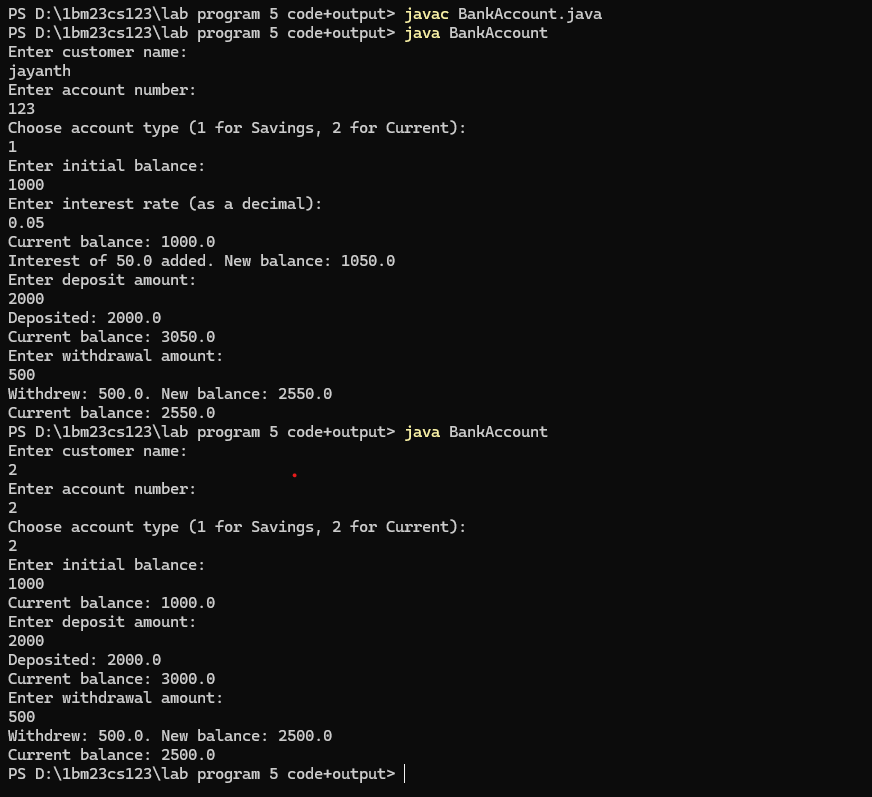 PS D:\1bm23cs123\lab program 5 code+output> javac BankAccount.java
PS D:\1bm23cs123\lab program 5 code+output> java BankAccount
Enter customer name:
jayanth
Enter account number:
123
Choose account type (1 for Savings, 2 for Current):
1
Enter initial balance:
1000
Enter interest rate (as a decimal):
0.05
Current balance: 1000.0
Interest of 50.0 added. New balance: 1050.0
Enter deposit amount:
2000
Deposited: 2000.0
Current balance: 3050.0
Enter withdrawal amount:
500
Withdrew: 500.0. New balance: 2550.0
Current balance: 2550.0
PS D:\1bm23cs123\lab program 5 code+output> java BankAccount
Enter customer name:
2
Enter account number:
2
Choose account type (1 for Savings, 2 for Current):
2
Enter initial balance:
1000
Current balance: 1000.0
Enter deposit amount:
2000
Deposited: 2000.0
Current balance: 3000.0
Enter withdrawal amount:
500
Withdrew: 500.0. New balance: 2500.0
Current balance: 2500.0
PS D:\1bm23cs123\lab program 5 code+output>